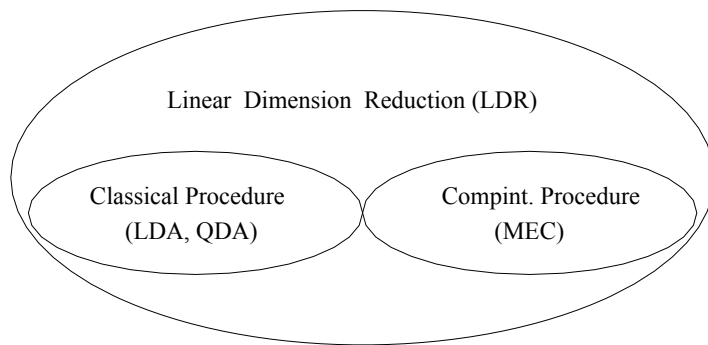 Linear Dimension Reduction (LDR)
Classical Procedure
(LDA, QDA)
Compint. Procedure
(MEC)